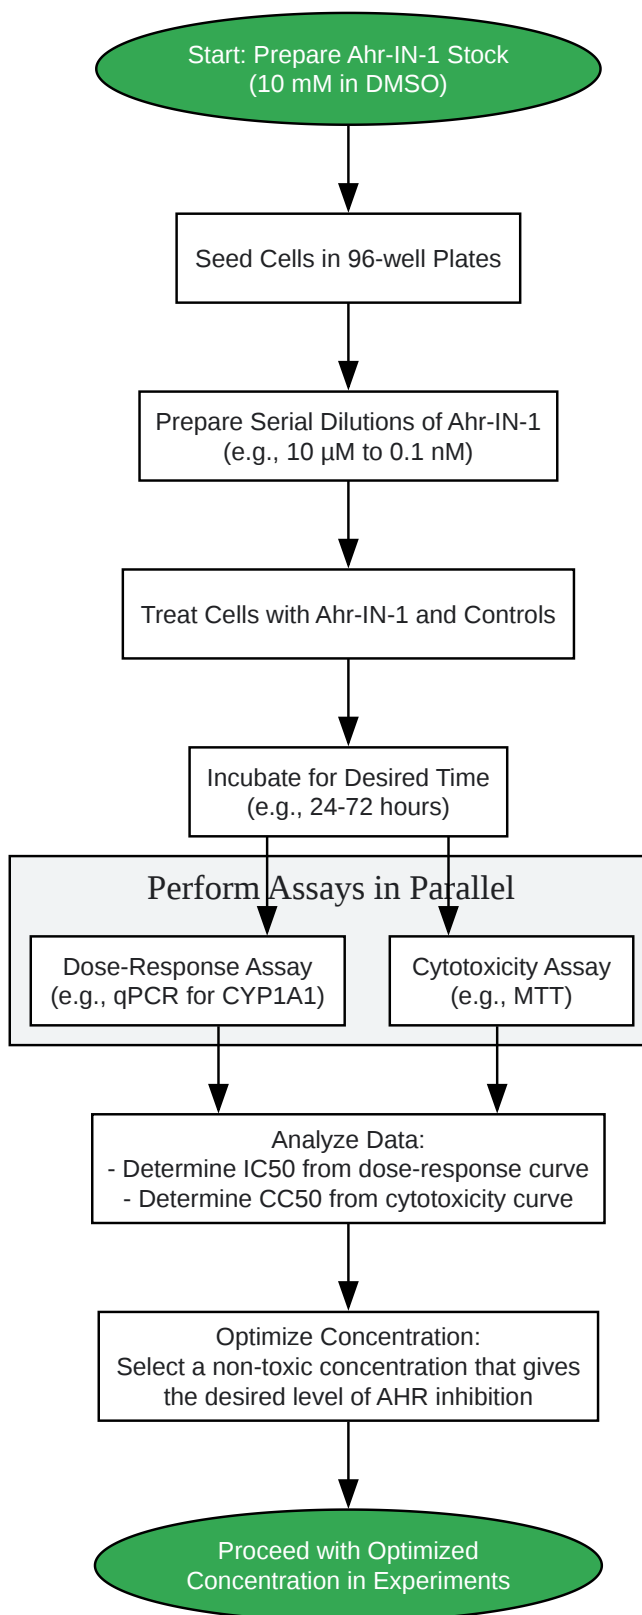 Start: Prepare Ahr-IN-1 Stock
(10 mM in DMSO)
Seed Cells in 96-well Plates
Prepare Serial Dilutions of Ahr-IN-1
(e.g., 10 µM to 0.1 nM)
Treat Cells with Ahr-IN-1 and Controls
Incubate for Desired Time
(e.g., 24-72 hours)
Perform Assays in Parallel
Dose-Response Assay
(e.g., qPCR for CYP1A1)
Cytotoxicity Assay
(e.g., MTT)
Analyze Data:
- Determine IC50 from dose-response curve
- Determine CC50 from cytotoxicity curve
Optimize Concentration:
Select a non-toxic concentration that gives
the desired level of AHR inhibition
Proceed with Optimized
Concentration in Experiments